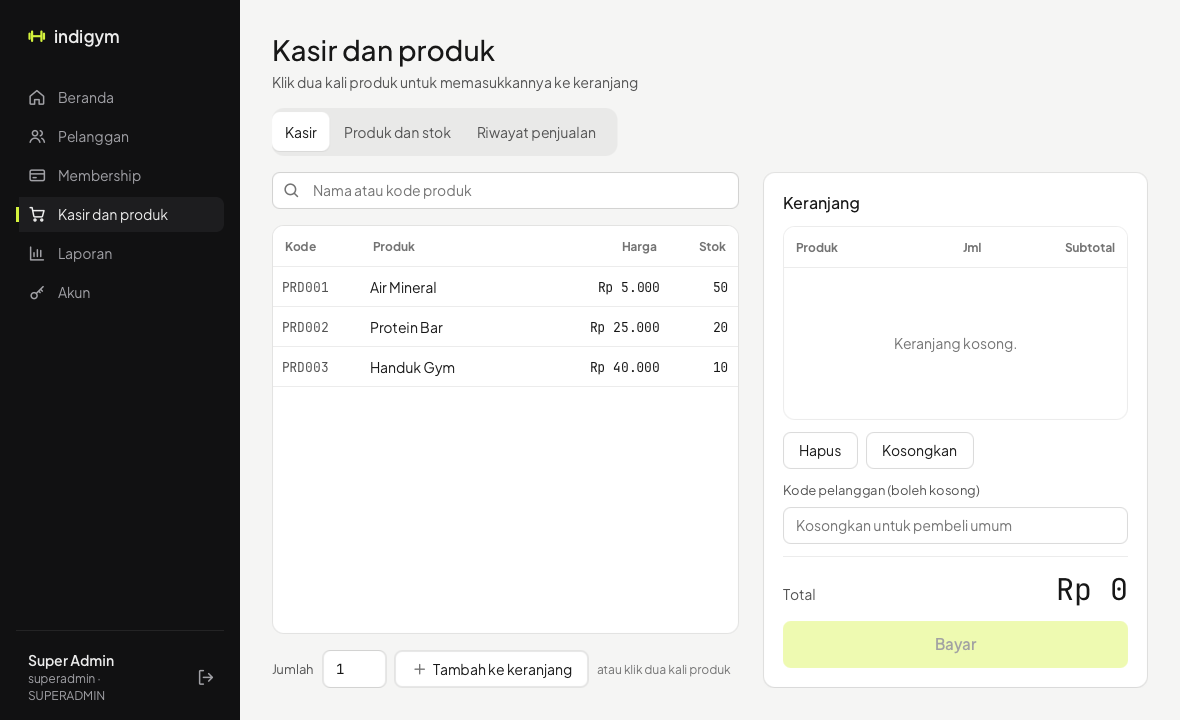 indigym
Beranda
Pelanggan
Membership
Kasir dan produk
Laporan
Akun
Super Admin
superadmin ·
SUPERADMIN
Kasir dan produk
Klik dua kali produk untuk memasukkannya ke keranjang
Kasir Produk dan stok Riwayat penjualan
Nama atau kode produk
Kode Produk Harga Stok
PRD001 Air Mineral Rp 5.000 50
PRD002 Protein Bar Rp 25.000 20
PRD003 Handuk Gym Rp 40.000 10
Jumlah 1 Tambah ke keranjang atau klik dua kali produk
Keranjang
Produk Jml Subtotal
Keranjang kosong.
Hapus Kosongkan
Kode pelanggan (boleh kosong)
Kosongkan untuk pembeli umum
Total Rp 0
Bayar